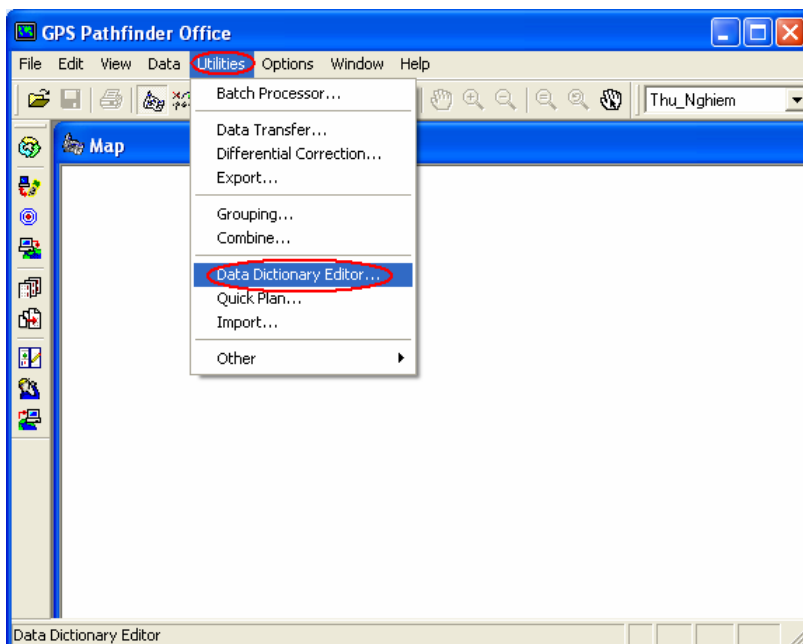 GPS Pathfinder Office
File Edit View Data Utilities Options Window Help
Thu_Nghiem
Map
Batch Processor...
Data Transfer...
Differential Correction...
Export...
Grouping...
Combine...
Data Dictionary Editor...
Quick Plan...
Import...
Other
Data Dictionary Editor